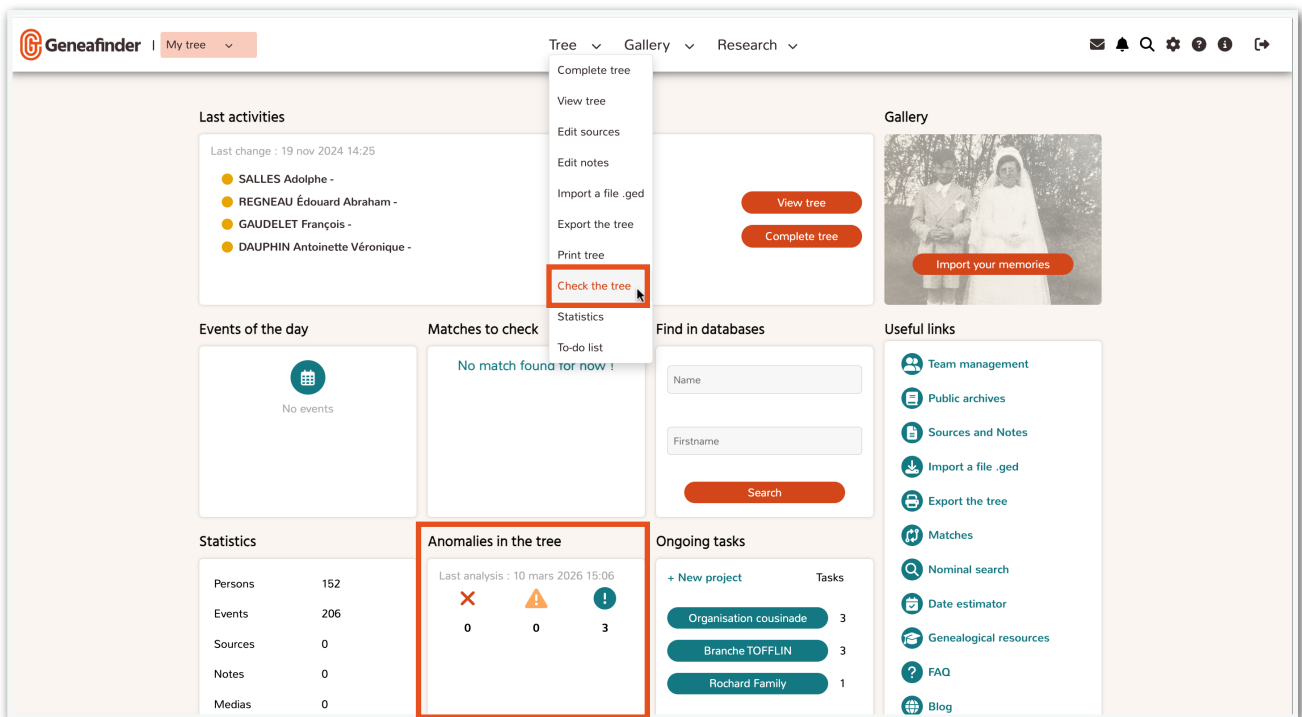 Geneafinder
My tree
Tree
Gallery
Research
Complete tree
View tree
Edit sources
Edit notes
Import a file .ged
Export the tree
Print tree
Check the tree
Statistics
To-do list
Last activities
Last change : 19 nov 2024 14:25
SALLES Adolphe -
REGNEAU Édouard Abraham -
GAUDELET François -
DAUPHIN Antoinette Véronique -
View tree
Complete tree
Gallery
Import your memories
Events of the day
No events
Matches to check
No match found for now !
Find in databases
Name
Firstname
Search
Useful links
Team management
Public archives
Sources and Notes
Import a file .ged
Export the tree
Matches
Nominal search
Date estimator
Genealogical resources
FAQ
Blog
Statistics
Persons 152
Events 206
Sources 0
Notes 0
Medias 0
Anomalies in the tree
Last analysis : 10 mars 2026 15:06
0 0 3
Ongoing tasks
+ New project Tasks
Organisation cousinade 3
Branche TOFFLIN 3
Rochard Family 1